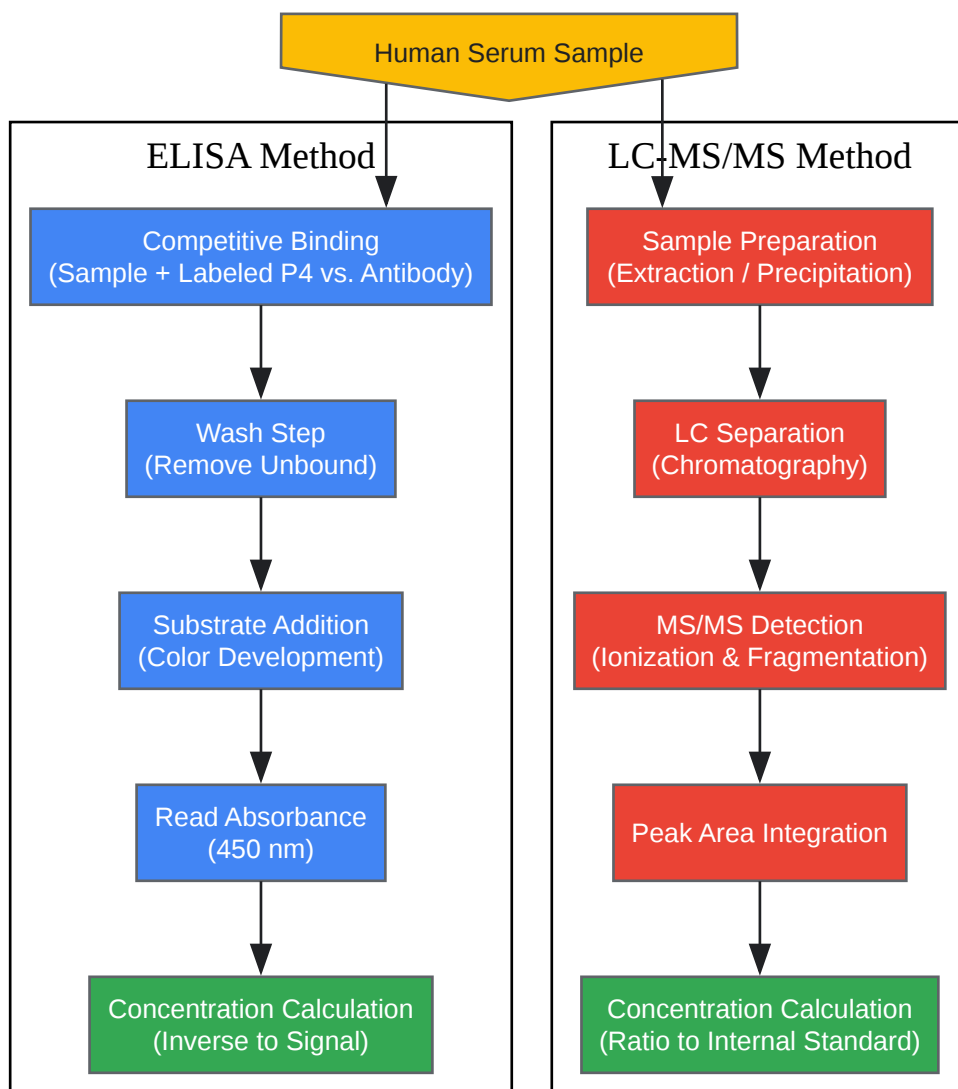 Human Serum Sample
ELISA Method
Competitive Binding
(Sample + Labeled P4 vs. Antibody)
Wash Step
(Remove Unbound)
Substrate Addition
(Color Development)
Read Absorbance
(450 nm)
Concentration Calculation
(Inverse to Signal)
LC-MS/MS Method
Sample Preparation
(Extraction / Precipitation)
LC Separation
(Chromatography)
MS/MS Detection
(Ionization & Fragmentation)
Peak Area Integration
Concentration Calculation
(Ratio to Internal Standard)